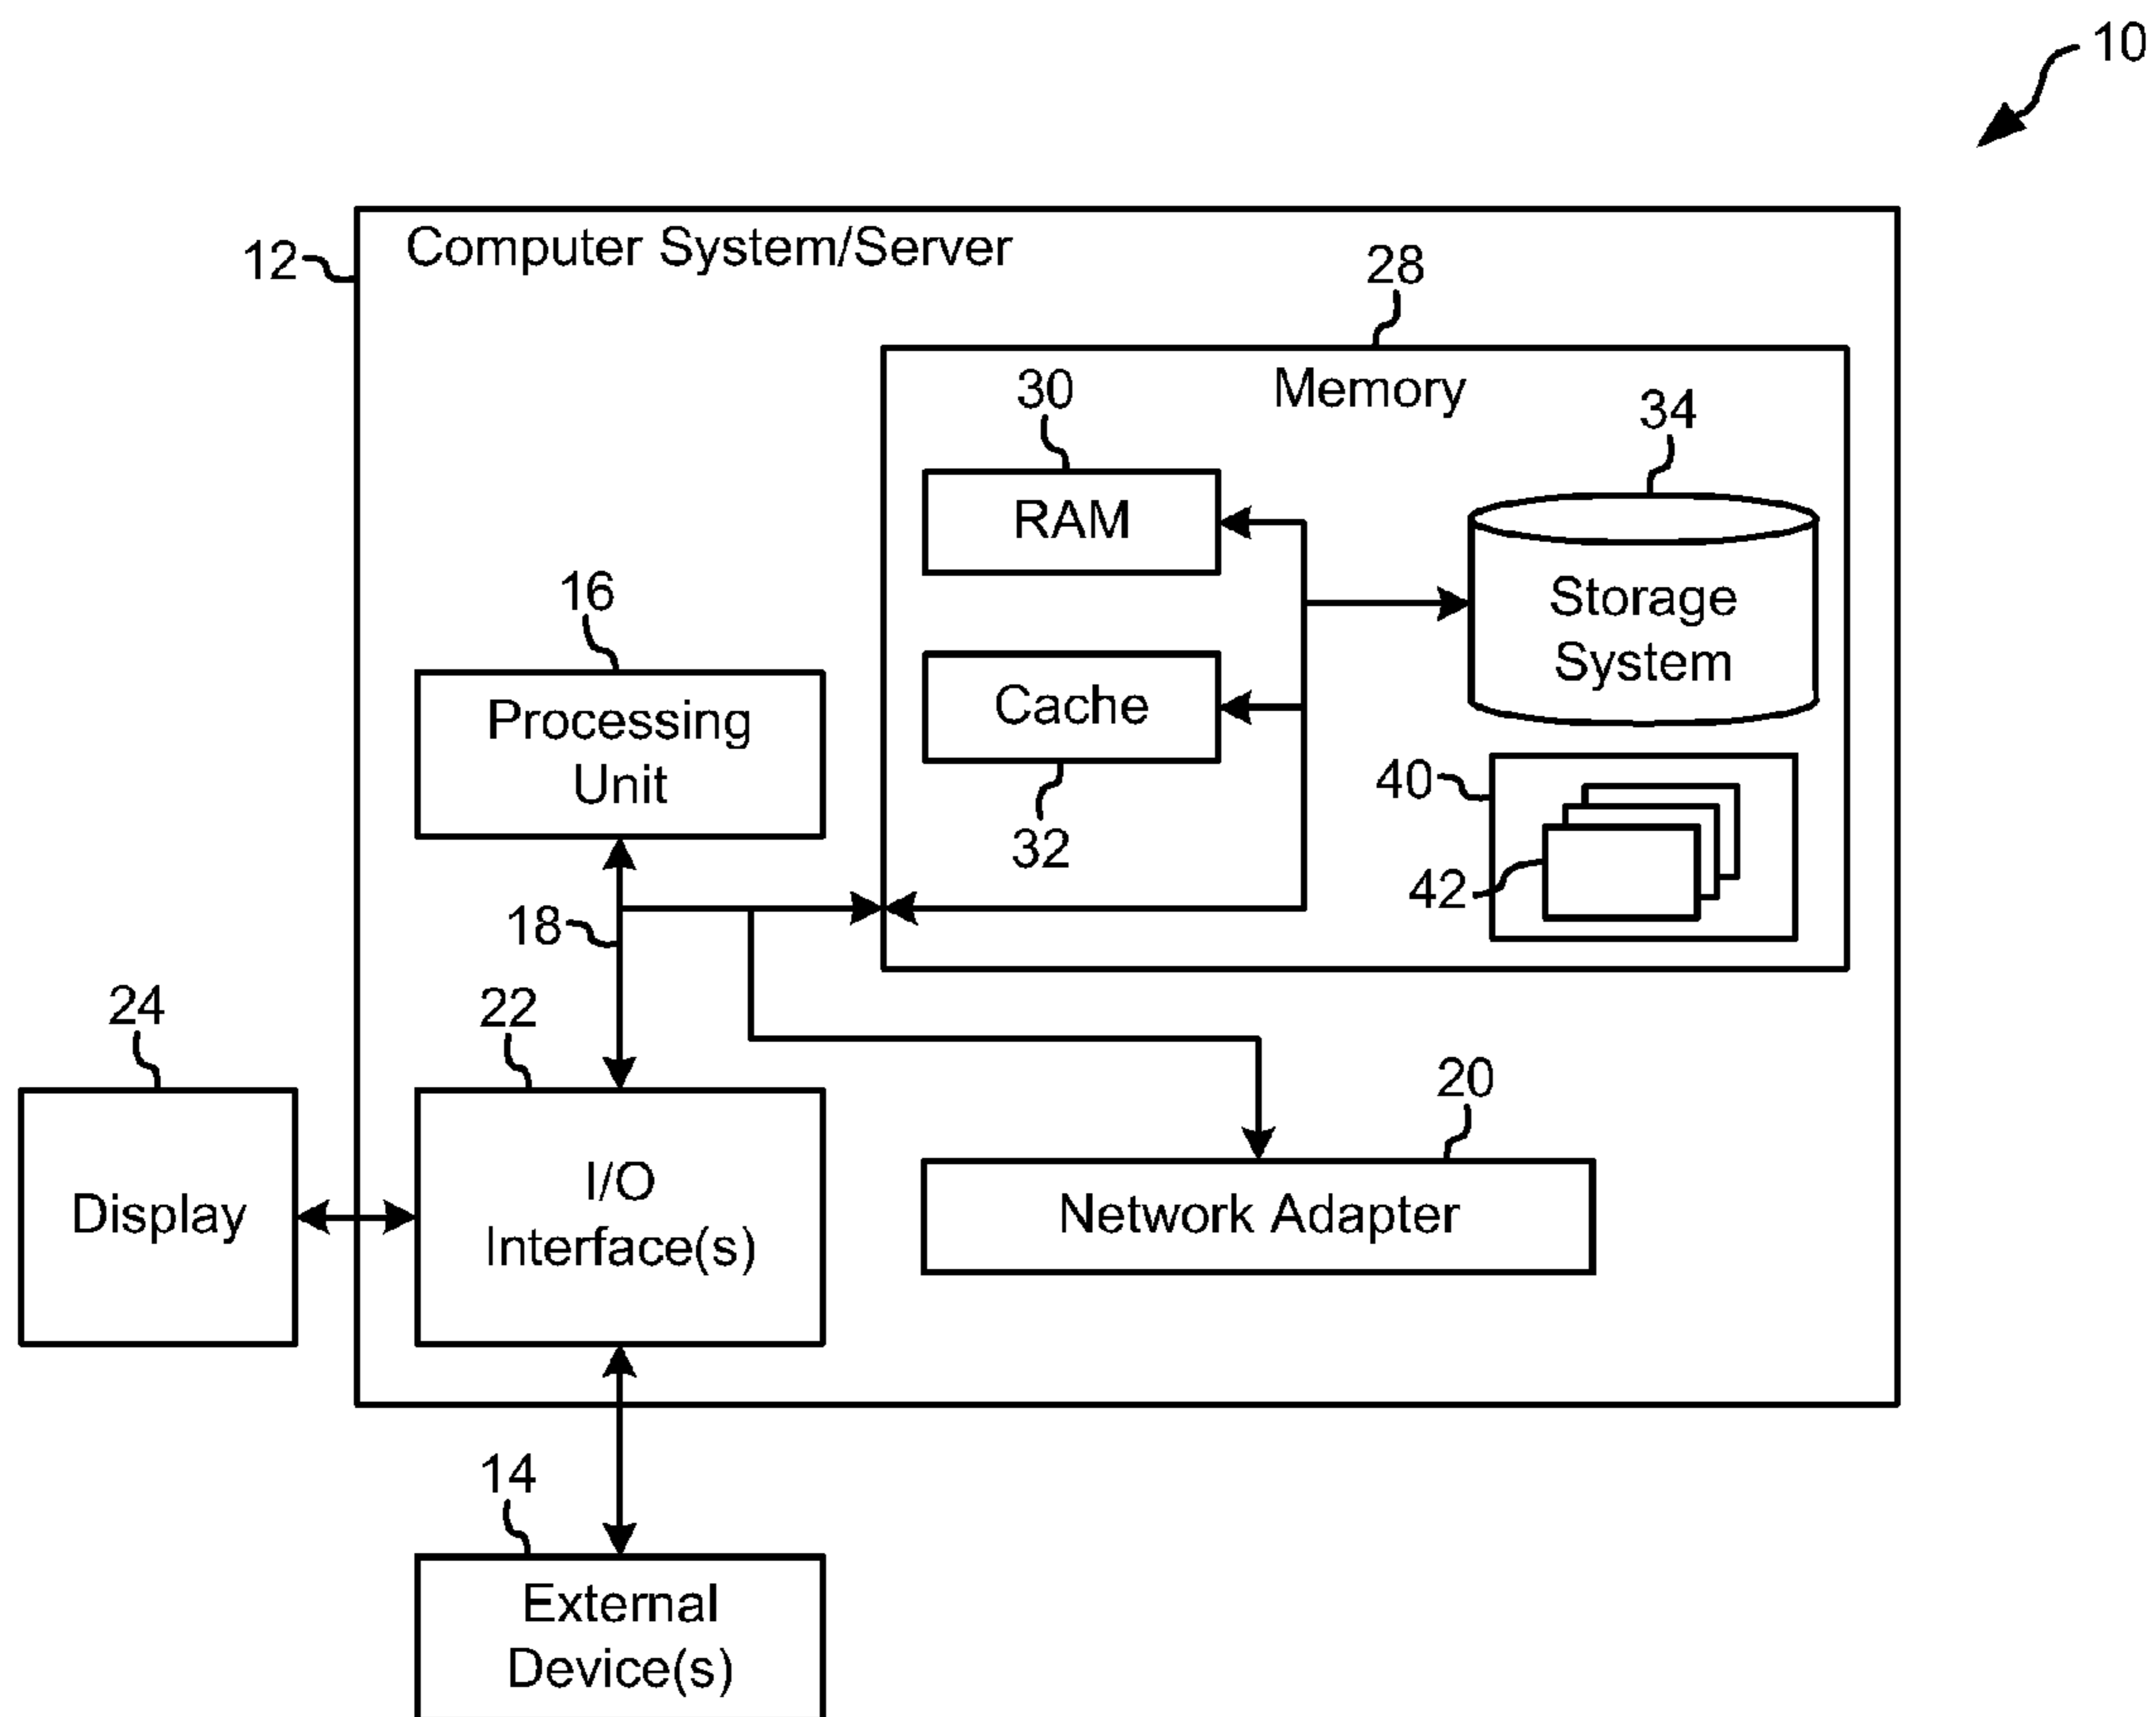 10
12
Computer System/Server
28
Memory
30
34
RAM
16
Storage
System
Processing
Unit
Cache
40
32
42
18
24
22
20
Display
I/O
Interface(s)
Network Adapter
14
External
Device(s)